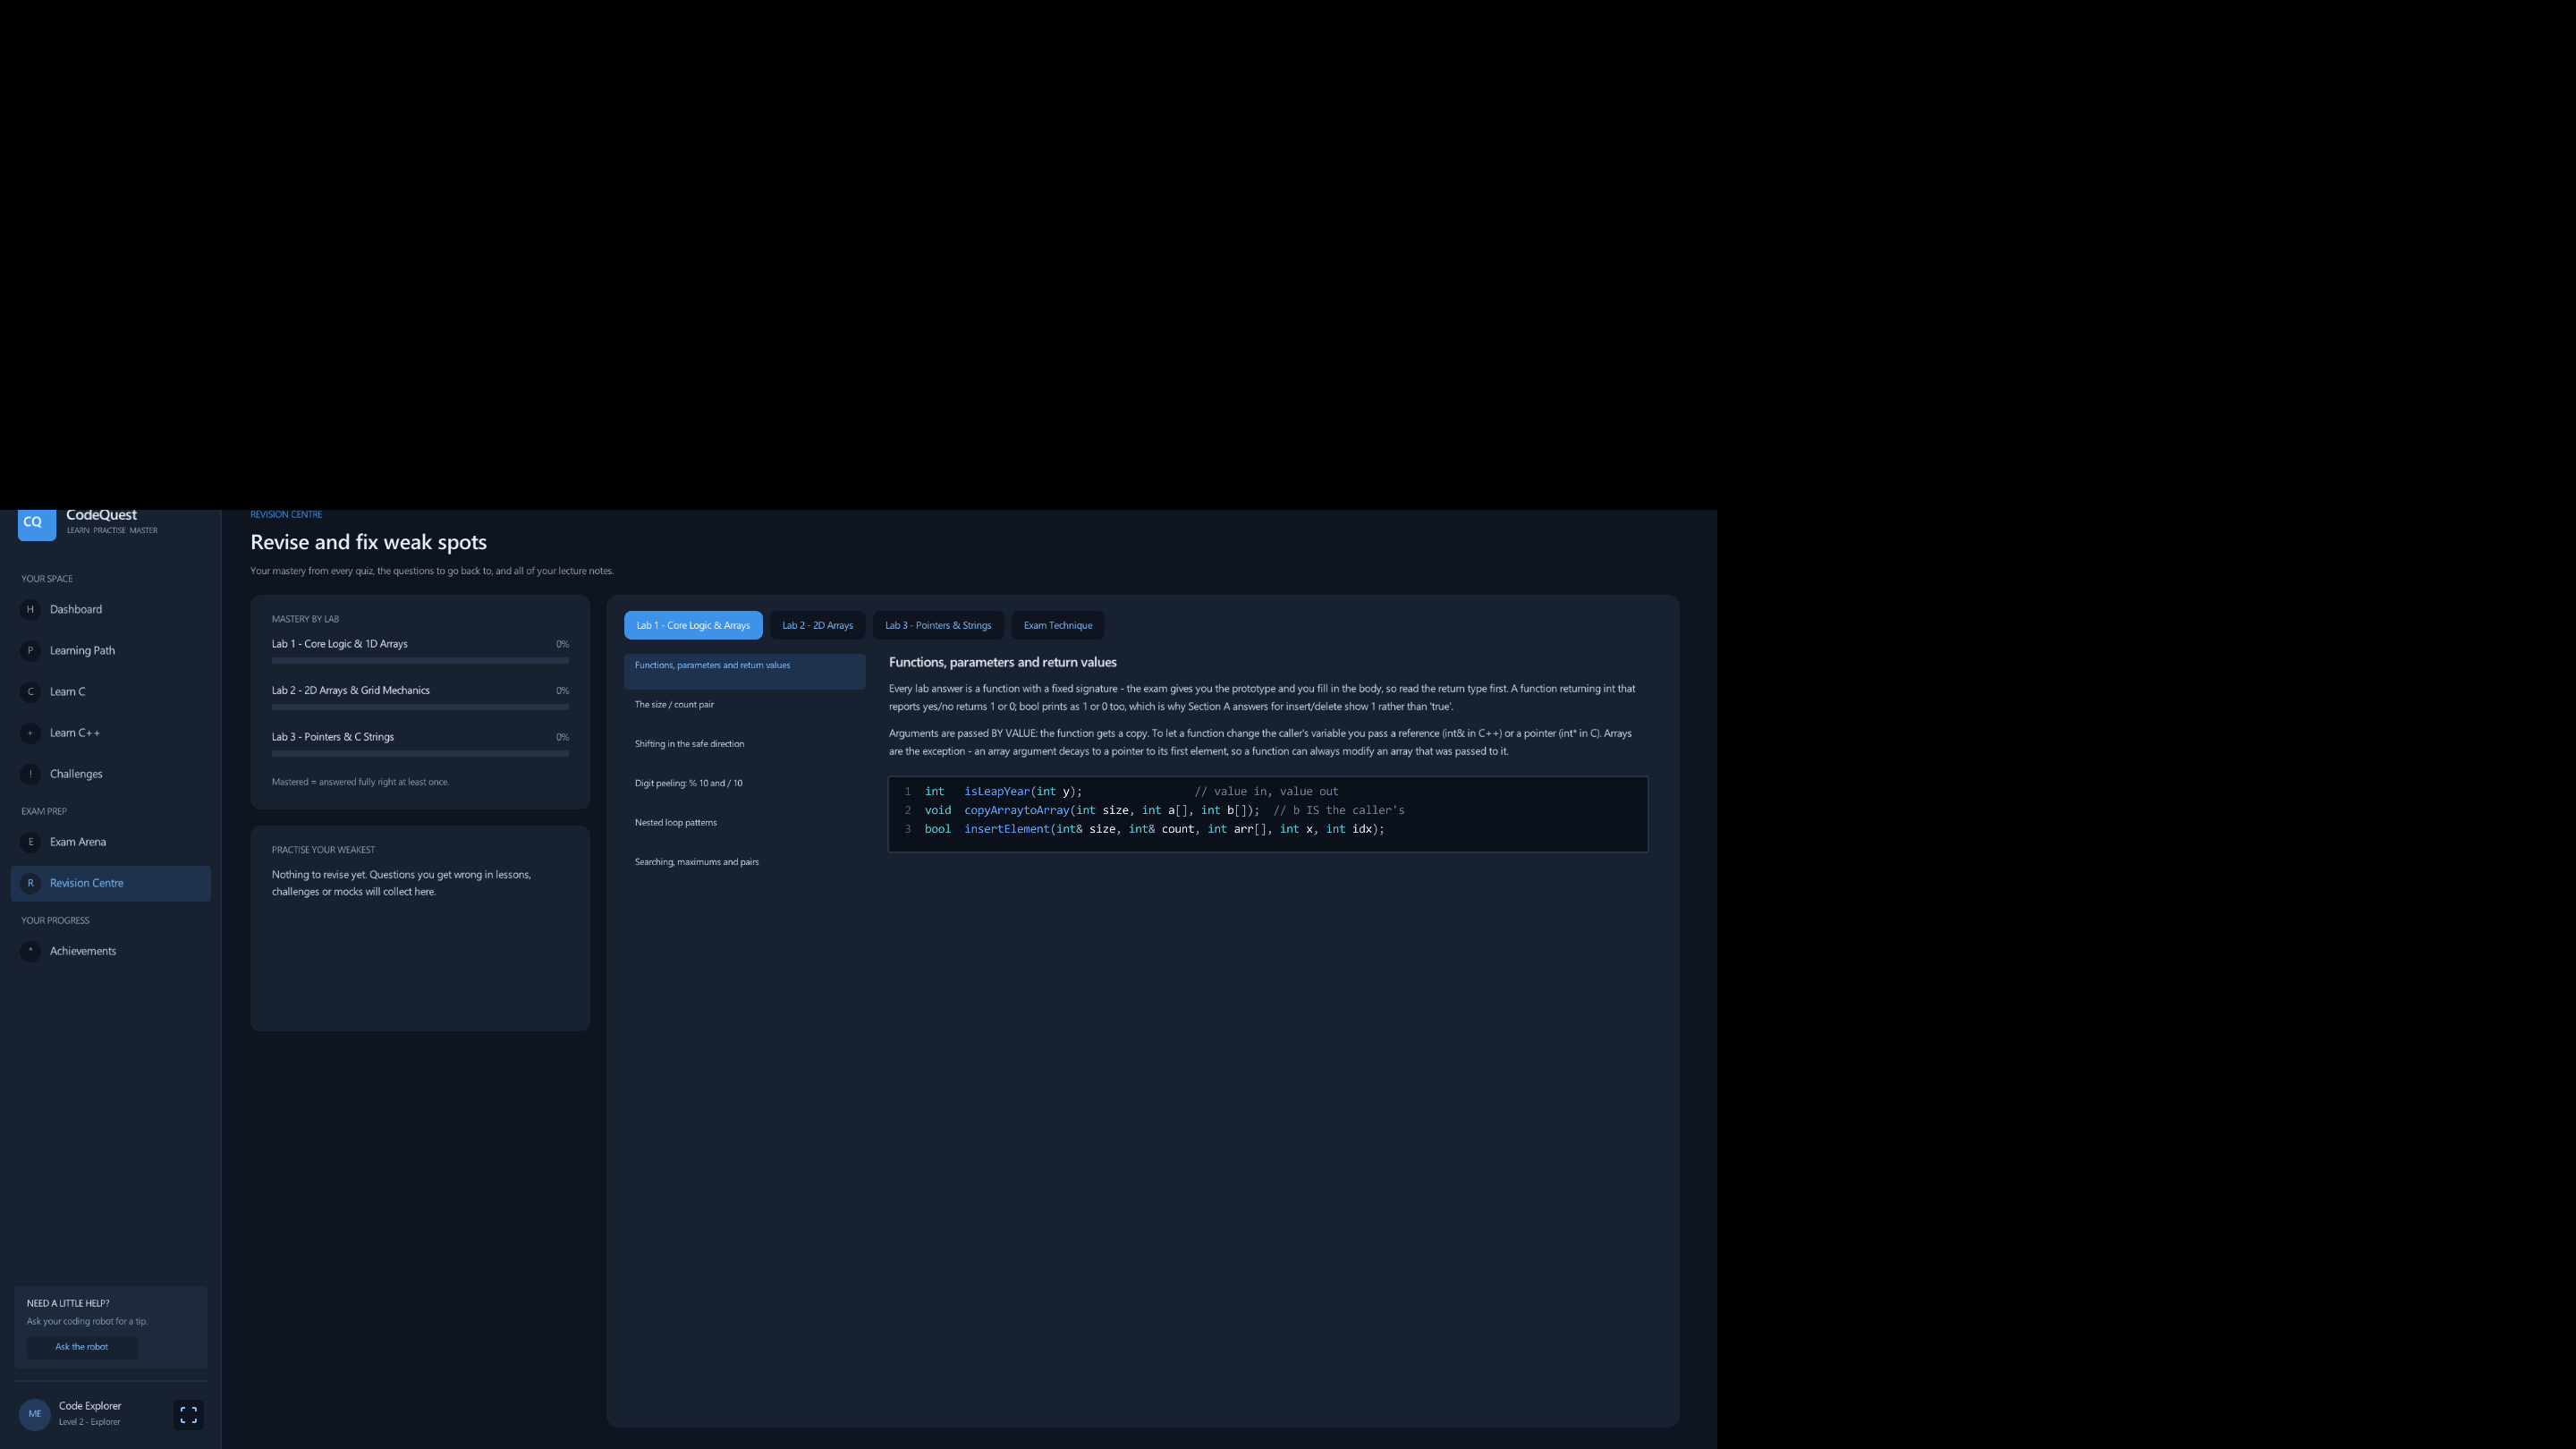 CQ
CodeQuest
LEARN PRACTISE MASTER
YOUR SPACE
H Dashboard
P Learning Path
C Learn C
+ Learn C++
! Challenges
EXAM PREP
E Exam Arena
R Revision Centre
YOUR PROGRESS
* Achievements
NEED A LITTLE HELP?
Ask your coding robot for a tip.
Ask the robot
ME
Code Explorer
Level 2 - Explorer
REVISION CENTRE
Revise and fix weak spots
Your mastery from every quiz, the questions to go back to, and all of your lecture notes.
MASTERY BY LAB
Lab 1 - Core Logic & 1D Arrays 0%
Lab 2 - 2D Arrays & Grid Mechanics 0%
Lab 3 - Pointers & C Strings 0%
Mastered = answered fully right at least once.
PRACTISE YOUR WEAKEST
Nothing to revise yet. Questions you get wrong in lessons,
challenges or mocks will collect here.
Lab 1 - Core Logic & Arrays
Lab 2 - 2D Arrays
Lab 3 - Pointers & Strings
Exam Technique
Functions, parameters and return values
The size / count pair
Shifting in the safe direction
Digit peeling: % 10 and / 10
Nested loop patterns
Searching, maximums and pairs
Functions, parameters and return values
Every lab answer is a function with a fixed signature - the exam gives you the prototype and you fill in the body, so read the return type first. A function returning int that
reports yes/no returns 1 or 0; bool prints as 1 or 0 too, which is why Section A answers for insert/delete show 1 rather than 'true'.
Arguments are passed BY VALUE: the function gets a copy. To let a function change the caller's variable you pass a reference (int& in C++) or a pointer (int* in C). Arrays
are the exception - an array argument decays to a pointer to its first element, so a function can always modify an array that was passed to it.
1 int isLeapYear(int y); // value in, value out
2 void copyArraytoArray(int size, int a[], int b[]); // b IS the caller's
3 bool insertElement(int& size, int& count, int arr[], int x, int idx);